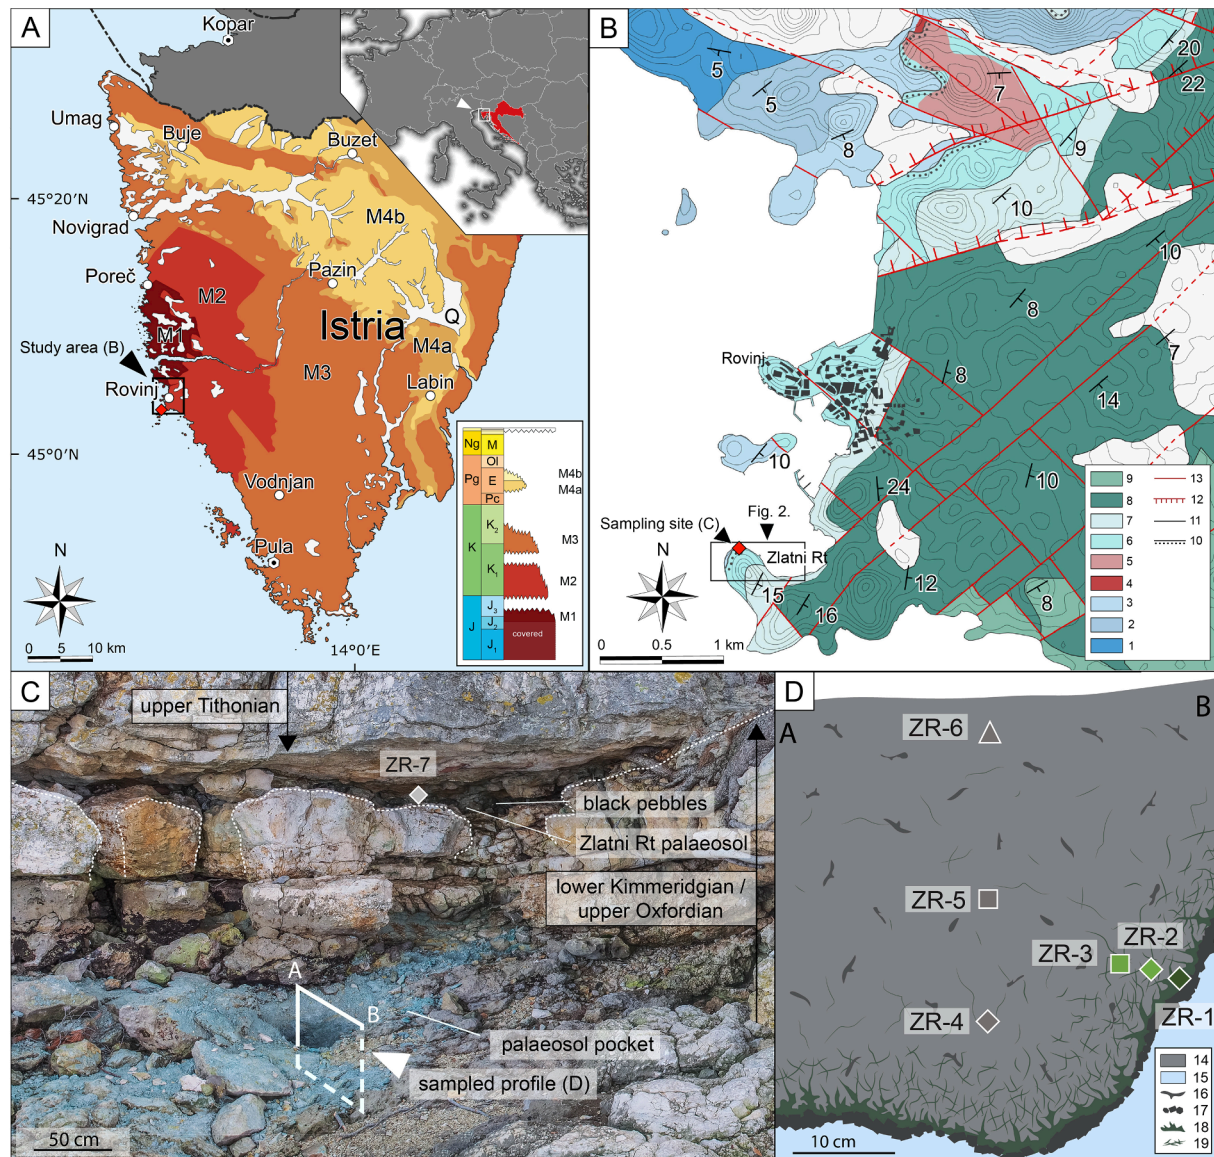 A
Kopar
Umag
Buje
Buzet
45°20′N
Novigrad
M4b
Poreč
M2
Pazin
Istria
Q
M1
Study area (B)
M4a
M3
Rovinj
Labin
45°0′N
Vodnjan
Pula
N
0 5 10 km
14°0′E
Ng M
Ol
Pg E
Pc
K K2
K1
J J3
J2
J1
M4b
M4a
M3
M2
M1
covered
B
5
5
8
7
20
22
9
10
10
8
7
Rovinj
8
14
10
10
24
Fig. 2.
Sampling site (C)
Zlatni Rt
15
16
12
8
N
0 0.5 1 km
9 13
8 12
7 11
6 10
5
4
3
2
1
C
upper Tithonian
ZR-7
black pebbles
Zlatni Rt palaeosol
lower Kimmeridgian /
upper Oxfordian
A
B
palaeosol pocket
sampled profile (D)
50 cm
D
A
B
ZR-6
ZR-5
ZR-2
ZR-3
ZR-4
ZR-1
10 cm
14
15
16
17
18
19